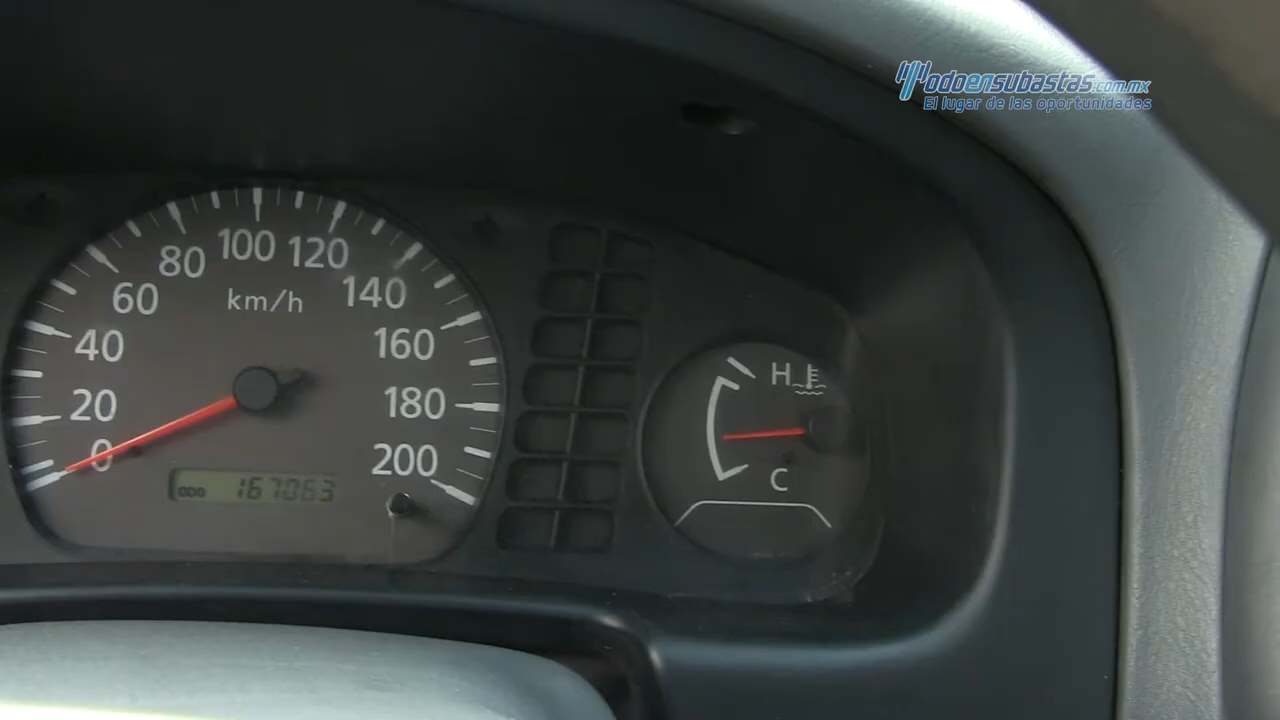 Todoensubastas.com.mx
El lugar de las oportunidades
0
20
40
60
80
100
120
140
160
180
200
km/h
ODO 167063
H
C